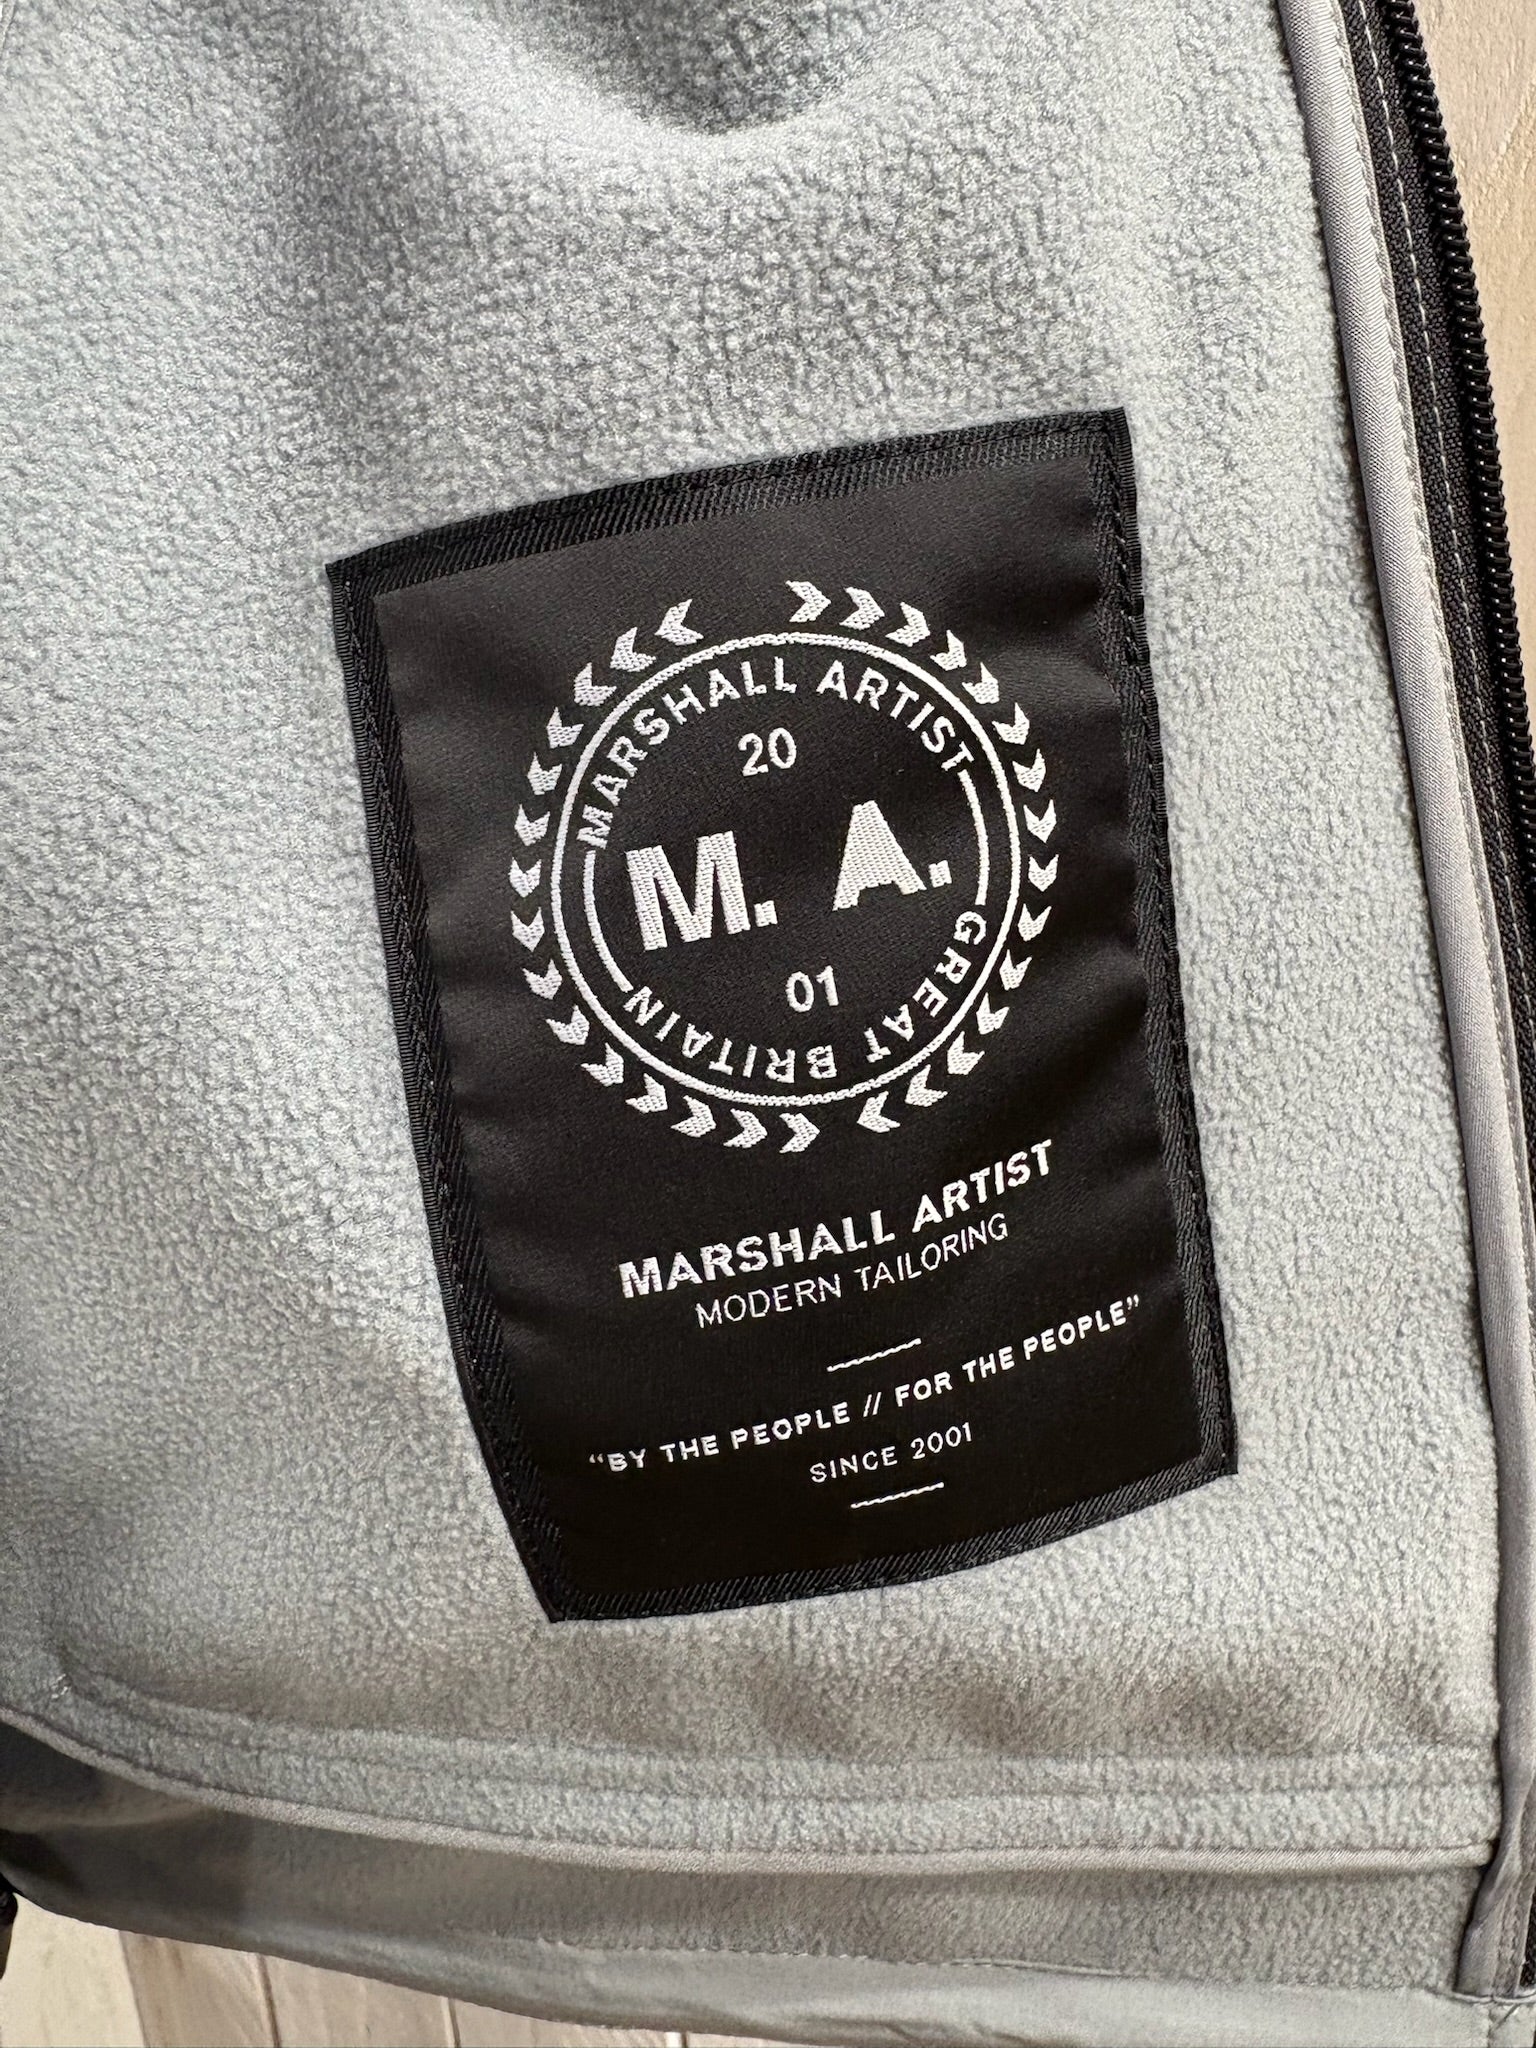 MARSHALL ARTIST
20
M. A.
01
GREAT BRITAIN
MARSHALL ARTIST
MODERN TAILORING
“BY THE PEOPLE // FOR THE PEOPLE”
SINCE 2001